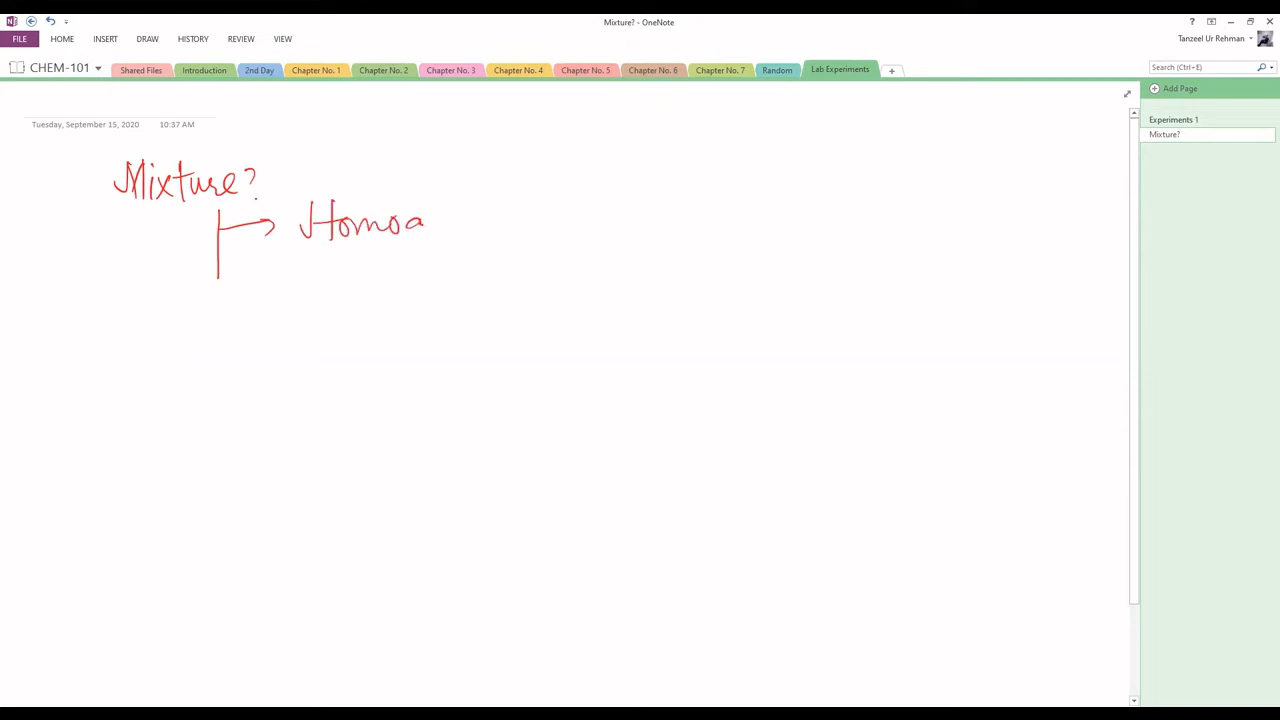 Mixture? - OneNote
?
FILE HOME INSERT DRAW HISTORY REVIEW VIEW
Tanzeel Ur Rehman
CHEM-101 Shared Files Introduction 2nd Day Chapter No. 1 Chapter No. 2 Chapter No. 3 Chapter No. 4 Chapter No. 5 Chapter No. 6 Chapter No. 7 Random Lab Experiments +
Search (Ctrl+E)
Add Page
Experiments 1
Mixture?
Tuesday, September 15, 2020 10:37 AM
Mixture?
Homoa